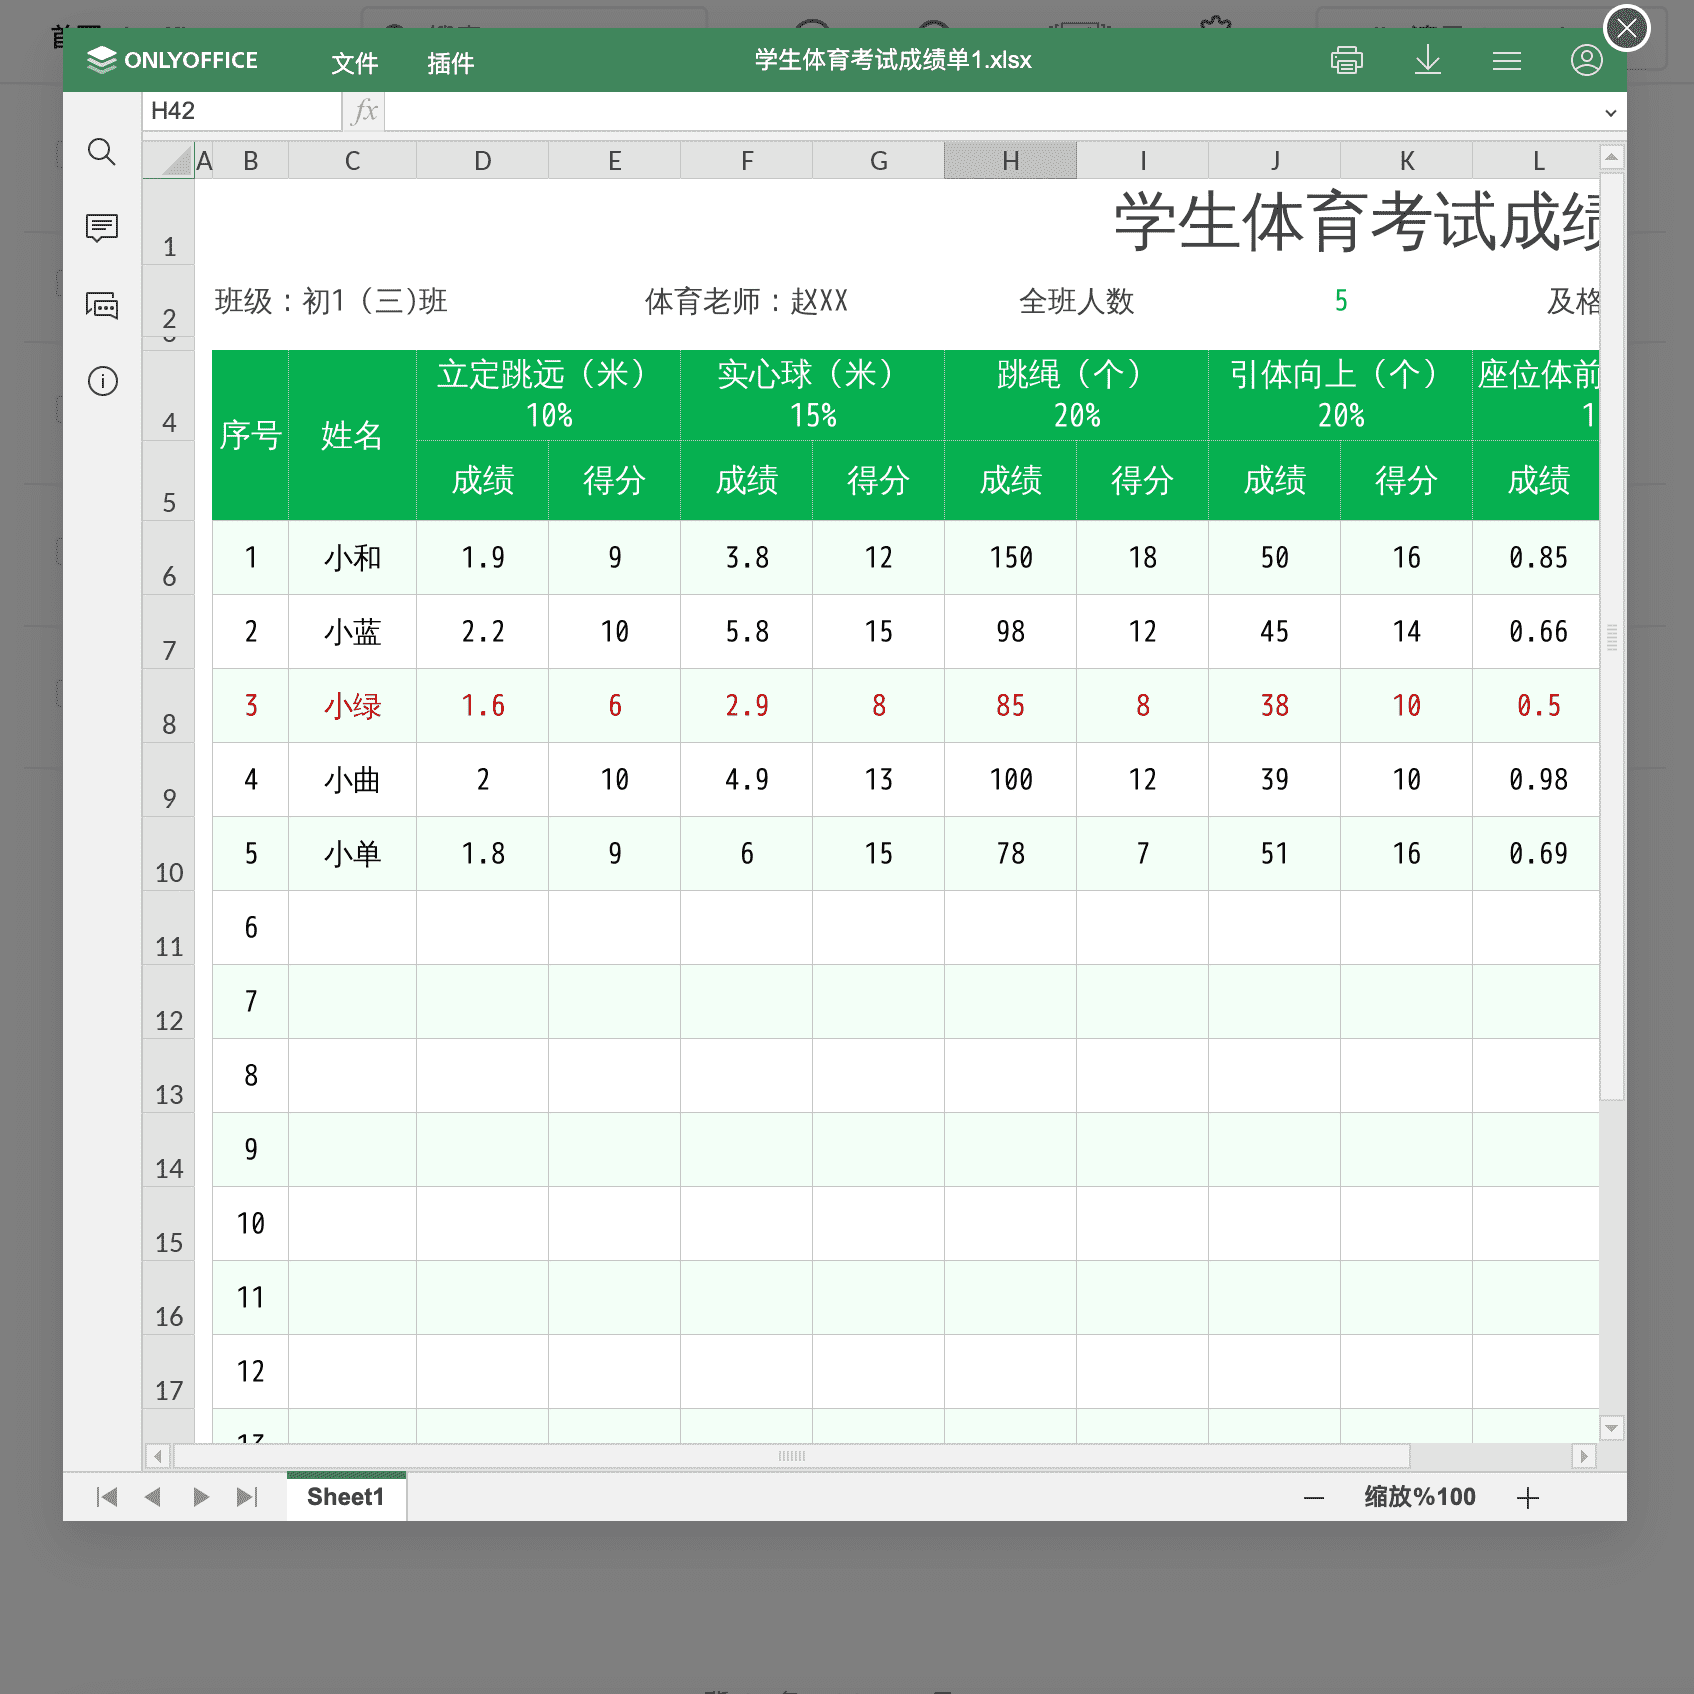 ONLYOFFICE 文件 插件 学生体育考试成绩单1.xlsx
H42 fx
A B C D E F G H I J K L
1 学生体育考试成绩
2 班级：初1（三)班 体育老师：赵XX 全班人数 5 及格
4 序号 姓名 立定跳远（米） 实心球（米） 跳绳（个） 引体向上（个） 座位体前
10% 15% 20% 20% 1
5 成绩 得分 成绩 得分 成绩 得分 成绩 得分 成绩
6 1 小和 1.9 9 3.8 12 150 18 50 16 0.85
7 2 小蓝 2.2 10 5.8 15 98 12 45 14 0.66
8 3 小绿 1.6 6 2.9 8 85 8 38 10 0.5
9 4 小曲 2 10 4.9 13 100 12 39 10 0.98
10 5 小单 1.8 9 6 15 78 7 51 16 0.69
11 6
12 7
13 8
14 9
15 10
16 11
17 12
13
Sheet1 缩放%100